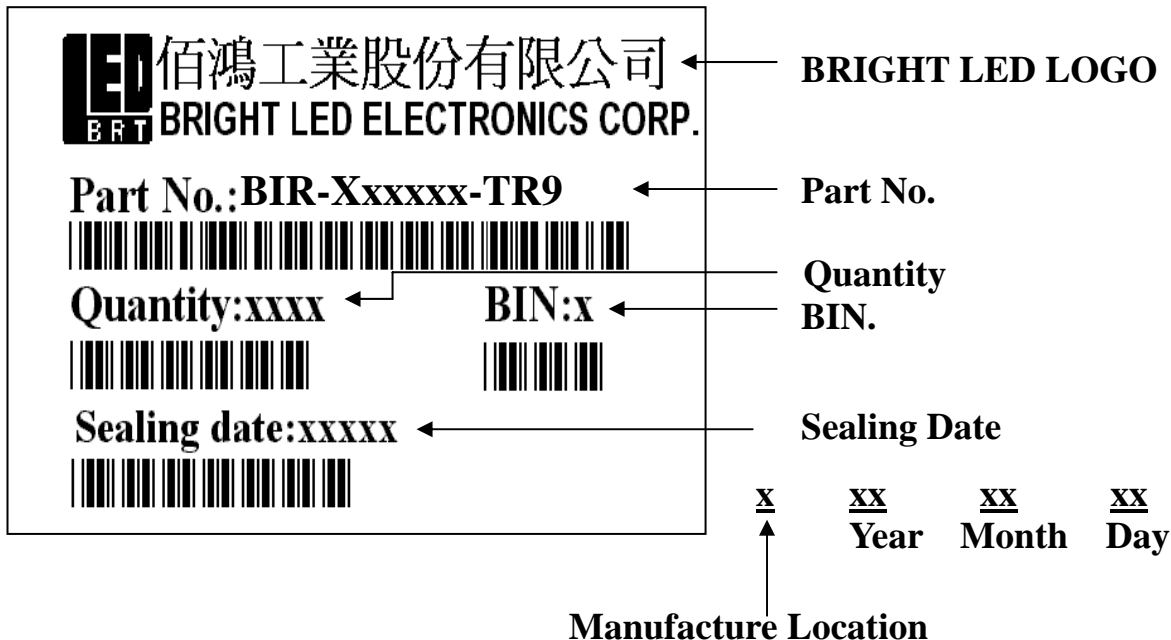 LED
BRT
佰鴻工業股份有限公司
BRIGHT LED ELECTRONICS CORP.
BRIGHT LED LOGO
Part No.:BIR-Xxxxxx-TR9
Part No.
Quantity
Quantity:xxxx
BIN:x
BIN.
Sealing date:xxxxx
Sealing Date
x xx xx xx
Year Month Day
Manufacture Location